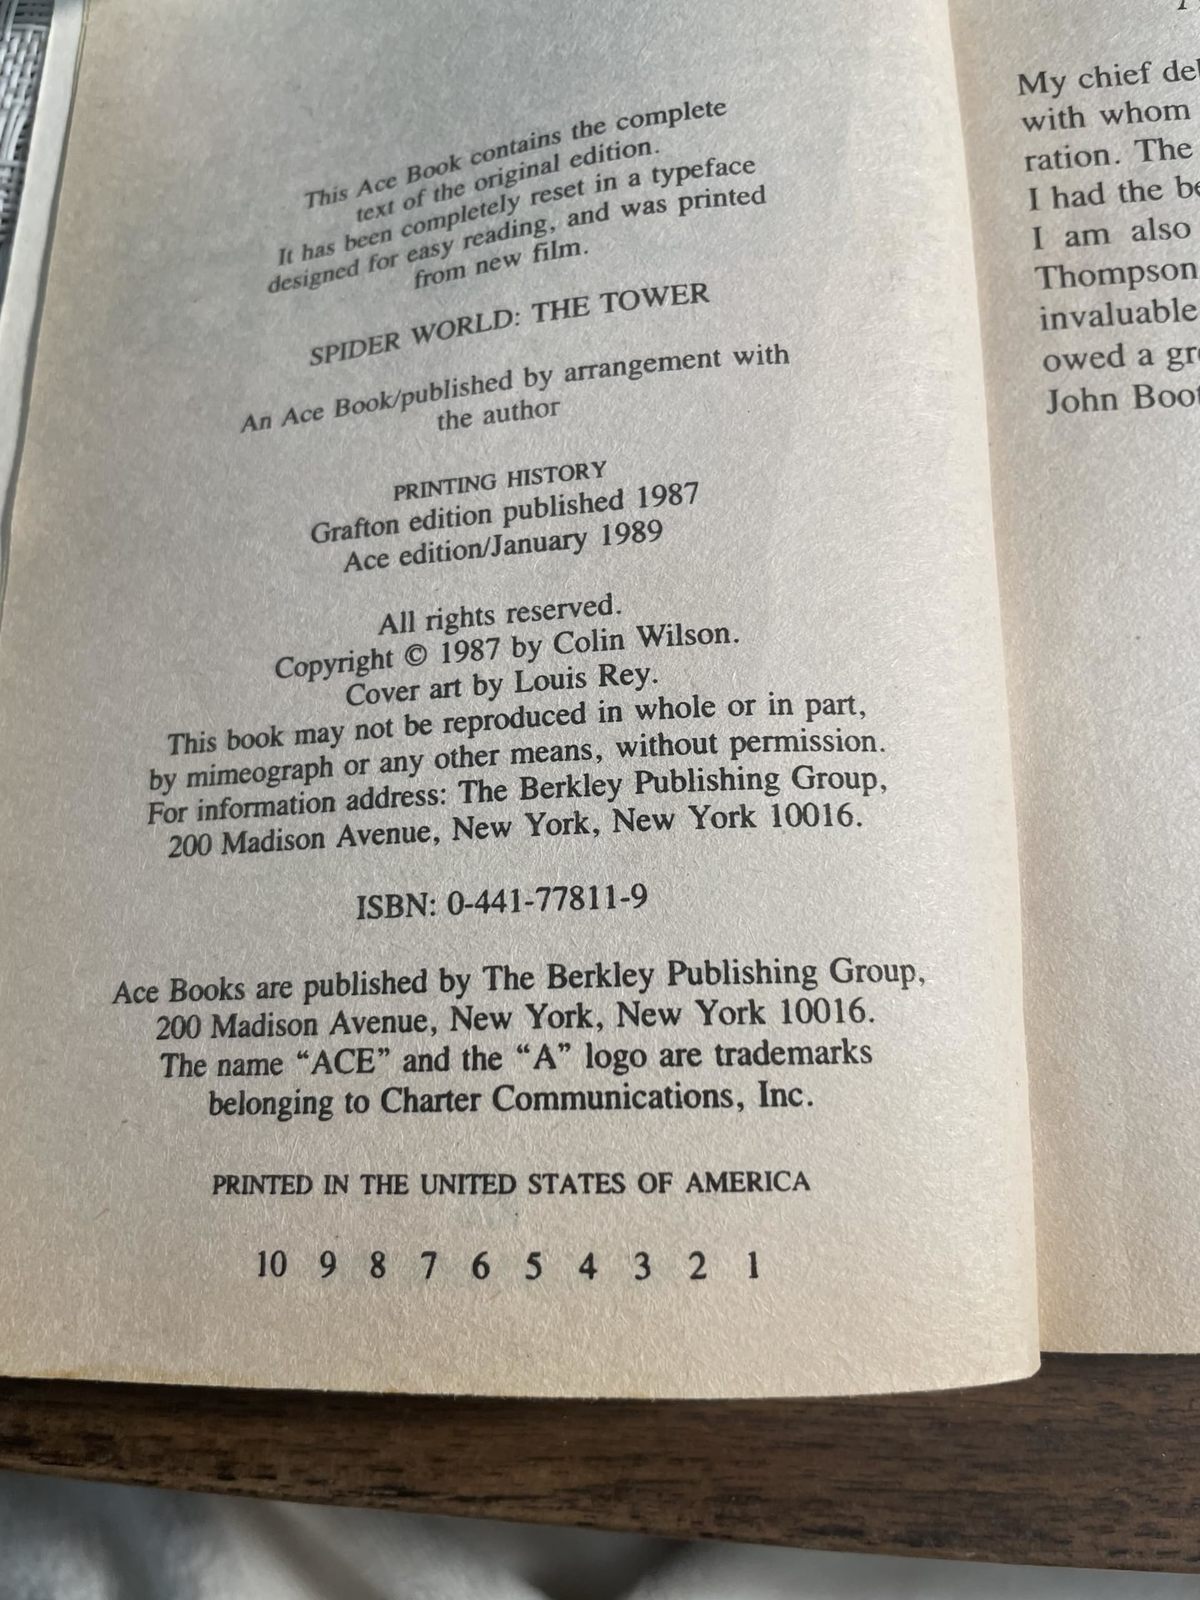 This Ace Book contains the complete
text of the original edition.
It has been completely reset in a typeface
designed for easy reading, and was printed
from new film.
SPIDER WORLD: THE TOWER
An Ace Book/published by arrangement with
the author
PRINTING HISTORY
Grafton edition published 1987
Ace edition/January 1989
All rights reserved.
Copyright © 1987 by Colin Wilson.
Cover art by Louis Rey.
This book may not be reproduced in whole or in part,
by mimeograph or any other means, without permission.
For information address: The Berkley Publishing Group,
200 Madison Avenue, New York, New York 10016.
ISBN: 0-441-77811-9
Ace Books are published by The Berkley Publishing Group,
200 Madison Avenue, New York, New York 10016.
The name “ACE” and the “A” logo are trademarks
belonging to Charter Communications, Inc.
PRINTED IN THE UNITED STATES OF AMERICA
10 9 8 7 6 5 4 3 2 1
My chief
with whom
ration. The
I had the
I am also
Thompson
invaluable
owed a
John